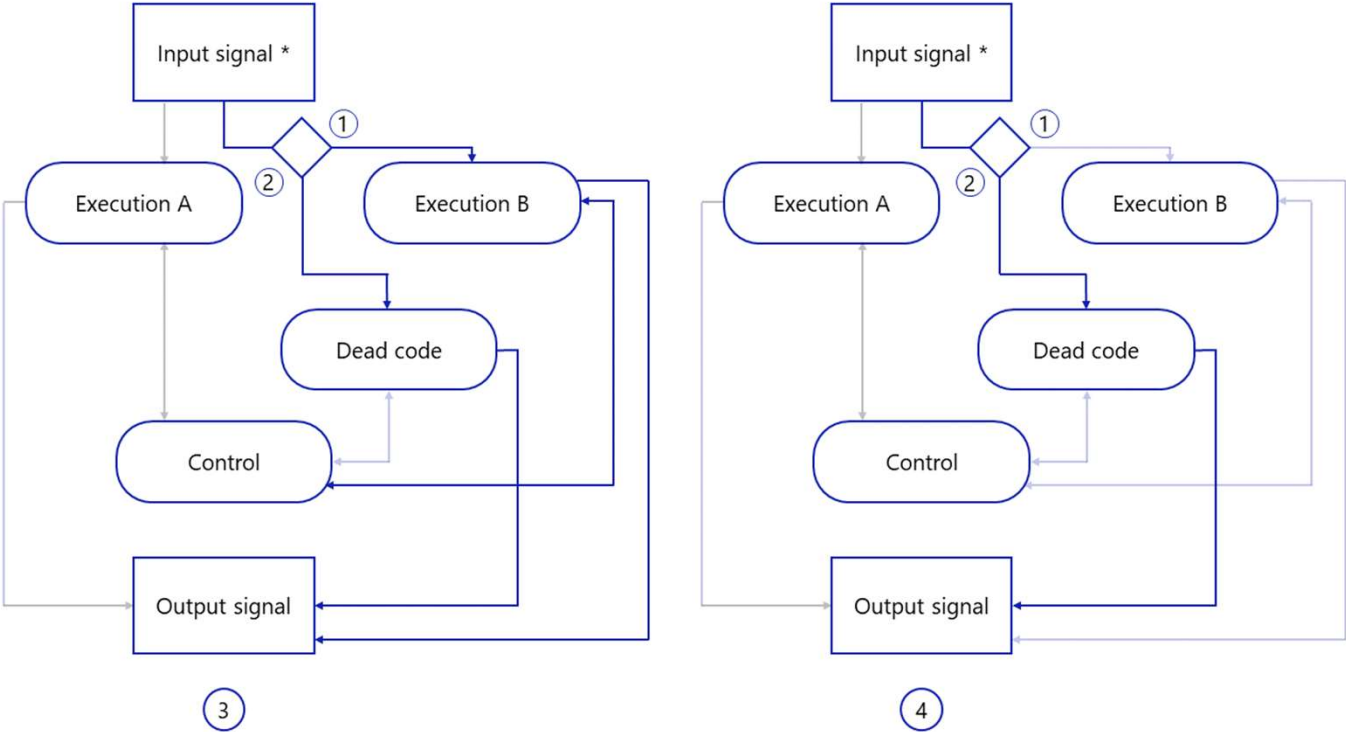 Input signal *
1
2
Execution A
Execution B
Dead code
Control
Output signal
3
Input signal *
1
2
Execution A
Execution B
Dead code
Control
Output signal
4